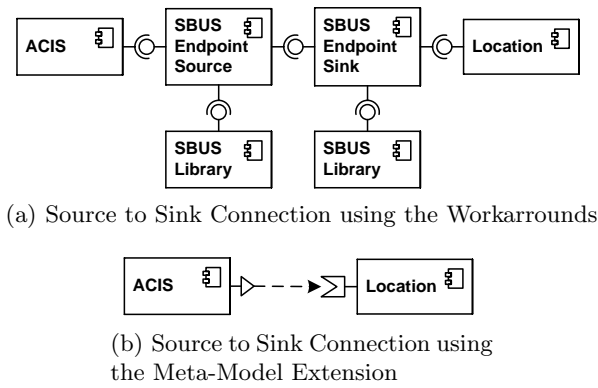 ACIS
SBUS
Endpoint
Source
SBUS
Endpoint
Sink
Location
SBUS
Library
SBUS
Library
(a) Source to Sink Connection using the Workarrounds
ACIS
Location
(b) Source to Sink Connection using
the Meta-Model Extension